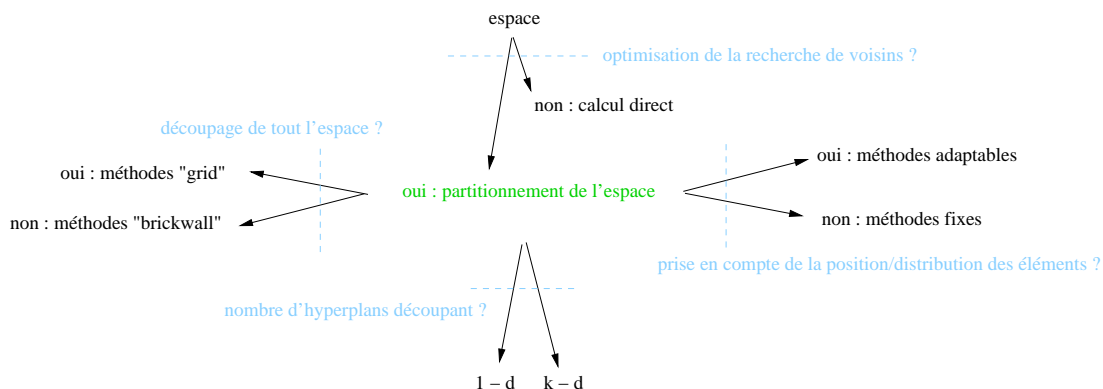 espace
optimisation de la recherche de voisins ?
non : calcul direct
découpage de tout l'espace ?
oui : méthodes "grid"
oui : méthodes adaptables
oui : partitionnement de l'espace
non : méthodes "brickwall"
non : méthodes fixes
prise en compte de la position/distribution des éléments ?
nombre d'hyperplans découpant ?
1 – d
k – d